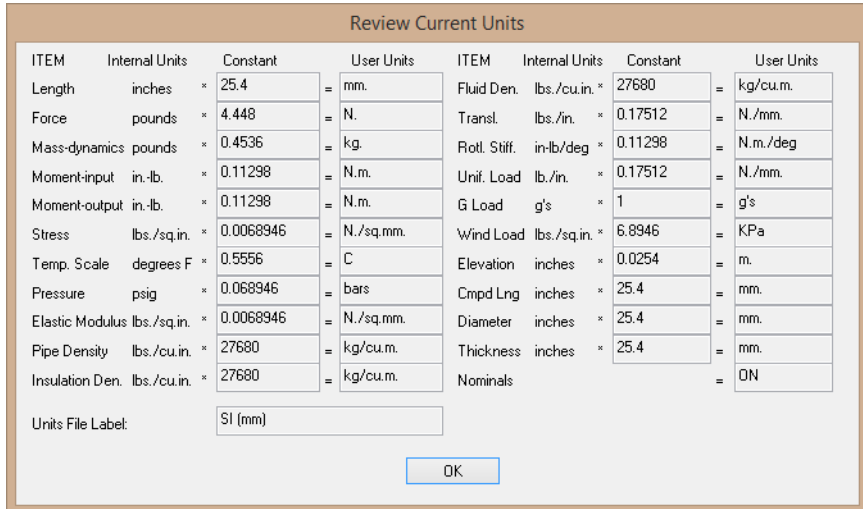 Review Current Units
ITEM Internal Units Constant User Units ITEM Internal Units Constant User Units
Length inches × 25.4 = mm. Fluid Den. lbs./cu.in. × 27680 = kg/cu.m.
Force pounds × 4.448 = N. Transl. lbs./in. × 0.17512 = N./mm.
Mass-dynamics pounds × 0.4536 = kg. Rotl. Stiff. in-lb/deg × 0.11298 = N.m./deg
Moment-input in.-lb. × 0.11298 = N.m. Unif. Load lb./in. × 0.17512 = N./mm.
Moment-output in.-lb. × 0.11298 = N.m. G Load g's × 1 = g's
Stress lbs./sq.in. × 0.0068946 = N./sq.mm. Wind Load lbs./sq.in. × 6.8946 = KPa
Temp. Scale degrees F × 0.5556 = C Elevation inches × 0.0254 = m.
Pressure psig × 0.068946 = bars Cmpd Lng inches × 25.4 = mm.
Elastic Modulus lbs./sq.in. × 0.0068946 = N./sq.mm. Diameter inches × 25.4 = mm.
Pipe Density lbs./cu.in. × 27680 = kg/cu.m. Thickness inches × 25.4 = mm.
Insulation Den. lbs./cu.in. × 27680 = kg/cu.m. Nominals = ON
Units File Label: SI (mm)
OK